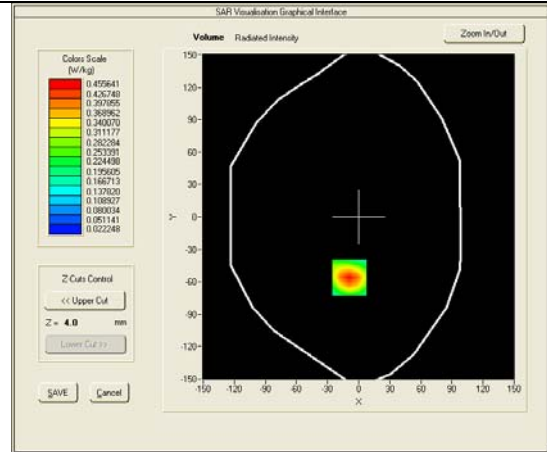 SAR Visualisation Graphical Interface
Volume Radiated Intensity
Zoom In/Out
Colors Scale
(W/kg)
0.455641
0.426748
0.397855
0.368962
0.340070
0.311177
0.282284
0.253391
0.224498
0.195605
0.166713
0.137820
0.108927
0.080034
0.051141
0.022248
Z Cuts Control
<< Upper Cut
Z = 4.0 mm
Lower Cut >>
SAVE Cancel
150
120
90
60
30
0
-30
-60
-90
-120
-150
Y
-150 -120 -90 -60 -30 0 30 60 90 120 150
X